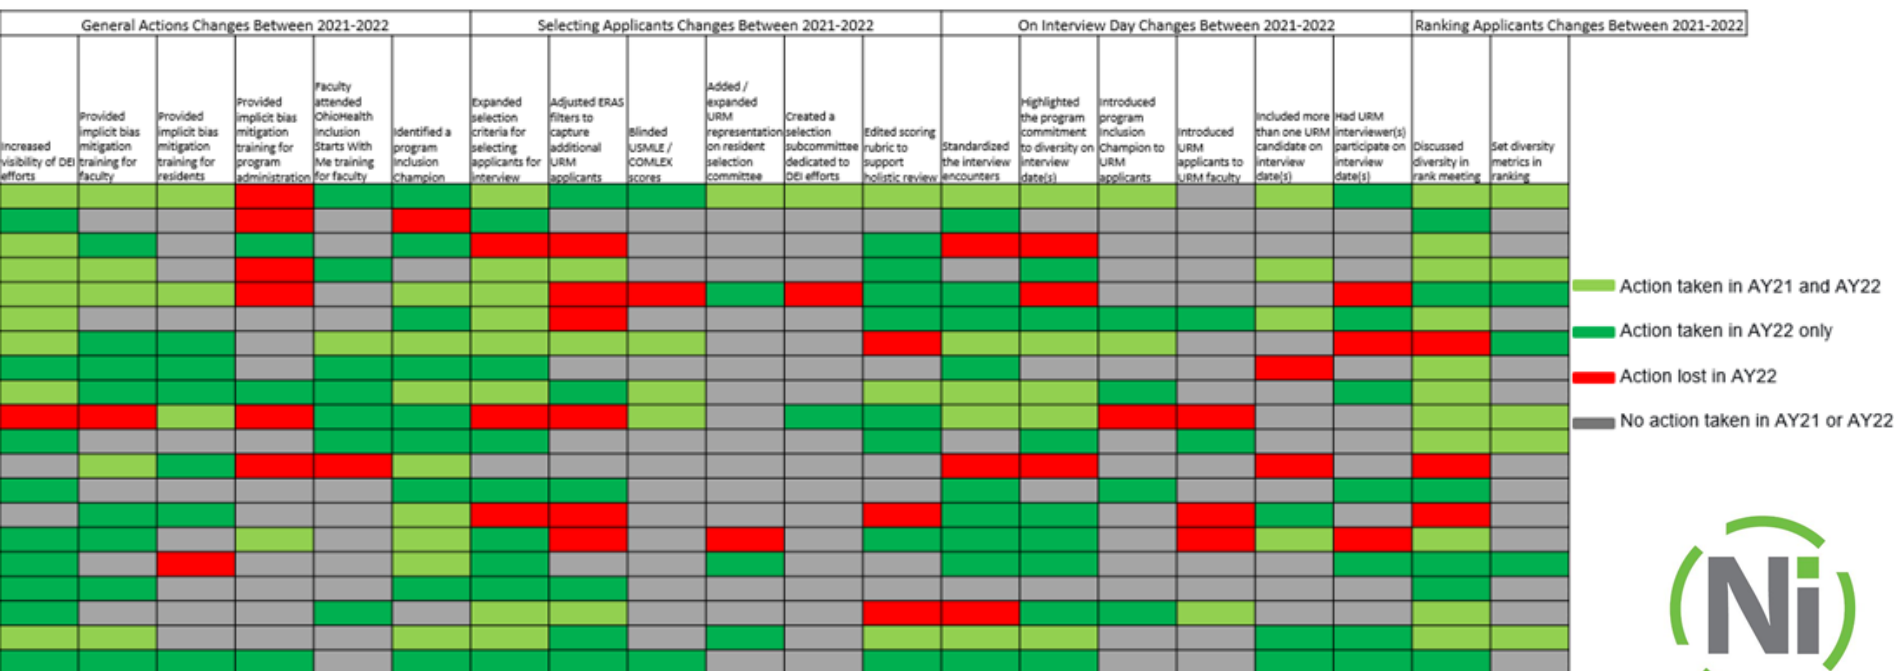 General Actions Changes Between 2021-2022
Selecting Applicants Changes Between 2021-2022
On Interview Day Changes Between 2021-2022
Ranking Applicants Changes Between 2021-2022
Increased
visibility of DEI
efforts
Provided
implicit bias
mitigation
training for
faculty
Provided
implicit bias
mitigation
training for
residents
Provided
implicit bias
mitigation
training for
program
administration
Faculty
attended
OhioHealth
Inclusion
Starts With
Me training
for faculty
Identified a
program
Inclusion
Champion
Expanded
selection
criteria for
selecting
applicants for
interview
Adjusted ERAS
filters to
capture
additional
URM
applicants
Blinded
USMLE /
COMLEX
scores
Added /
expanded
URM
representation
on resident
selection
committee
Created a
selection
subcommittee
dedicated to
DEI efforts
Edited scoring
rubric to
support
holistic review
Standardized
the interview
encounters
Highlighted
the program
commitment
to diversity on
interview
date(s)
Introduced
program
Inclusion
Champion to
URM
applicants
Introduced
URM
applicants to
URM faculty
Included more
than one URM
candidate on
interview
date(s)
Had URM
interviewer(s)
participate on
interview
date(s)
Discussed
diversity in
rank meeting
Set diversity
metrics in
ranking
Action taken in AY21 and AY22
Action taken in AY22 only
Action lost in AY22
No action taken in AY21 or AY22
Ni